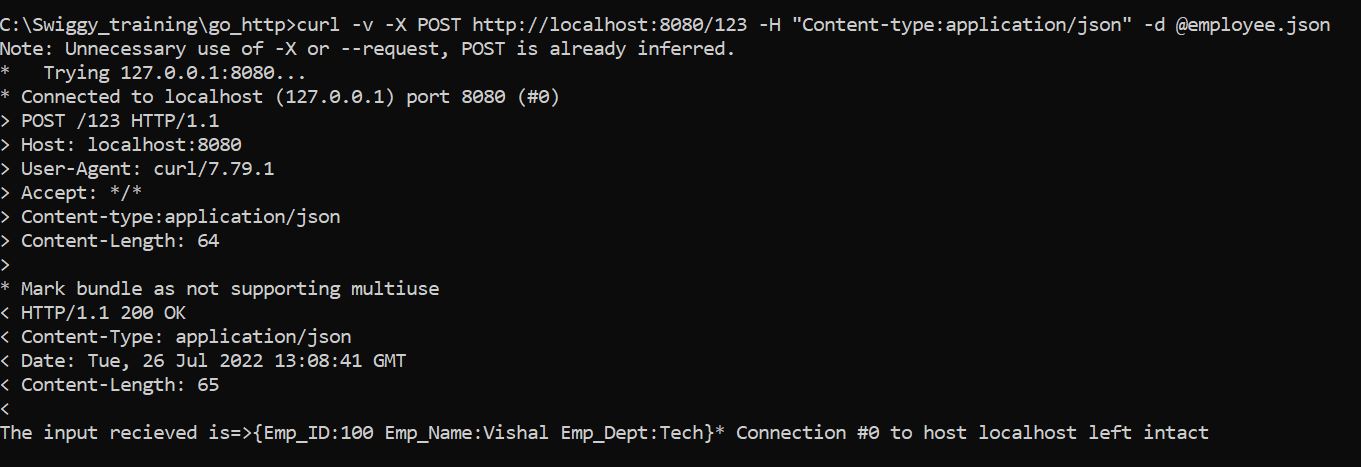 C:\Swiggy_training\go_http>curl -v -X POST http://localhost:8080/123 -H "Content-type:application/json" -d @employee.json
Note: Unnecessary use of -X or --request, POST is already inferred.
*   Trying 127.0.0.1:8080...
* Connected to localhost (127.0.0.1) port 8080 (#0)
> POST /123 HTTP/1.1
> Host: localhost:8080
> User-Agent: curl/7.79.1
> Accept: */*
> Content-type:application/json
> Content-Length: 64
>
* Mark bundle as not supporting multiuse
< HTTP/1.1 200 OK
< Content-Type: application/json
< Date: Tue, 26 Jul 2022 13:08:41 GMT
< Content-Length: 65
<
The input recieved is=>{Emp_ID:100 Emp_Name:Vishal Emp_Dept:Tech}* Connection #0 to host localhost left intact